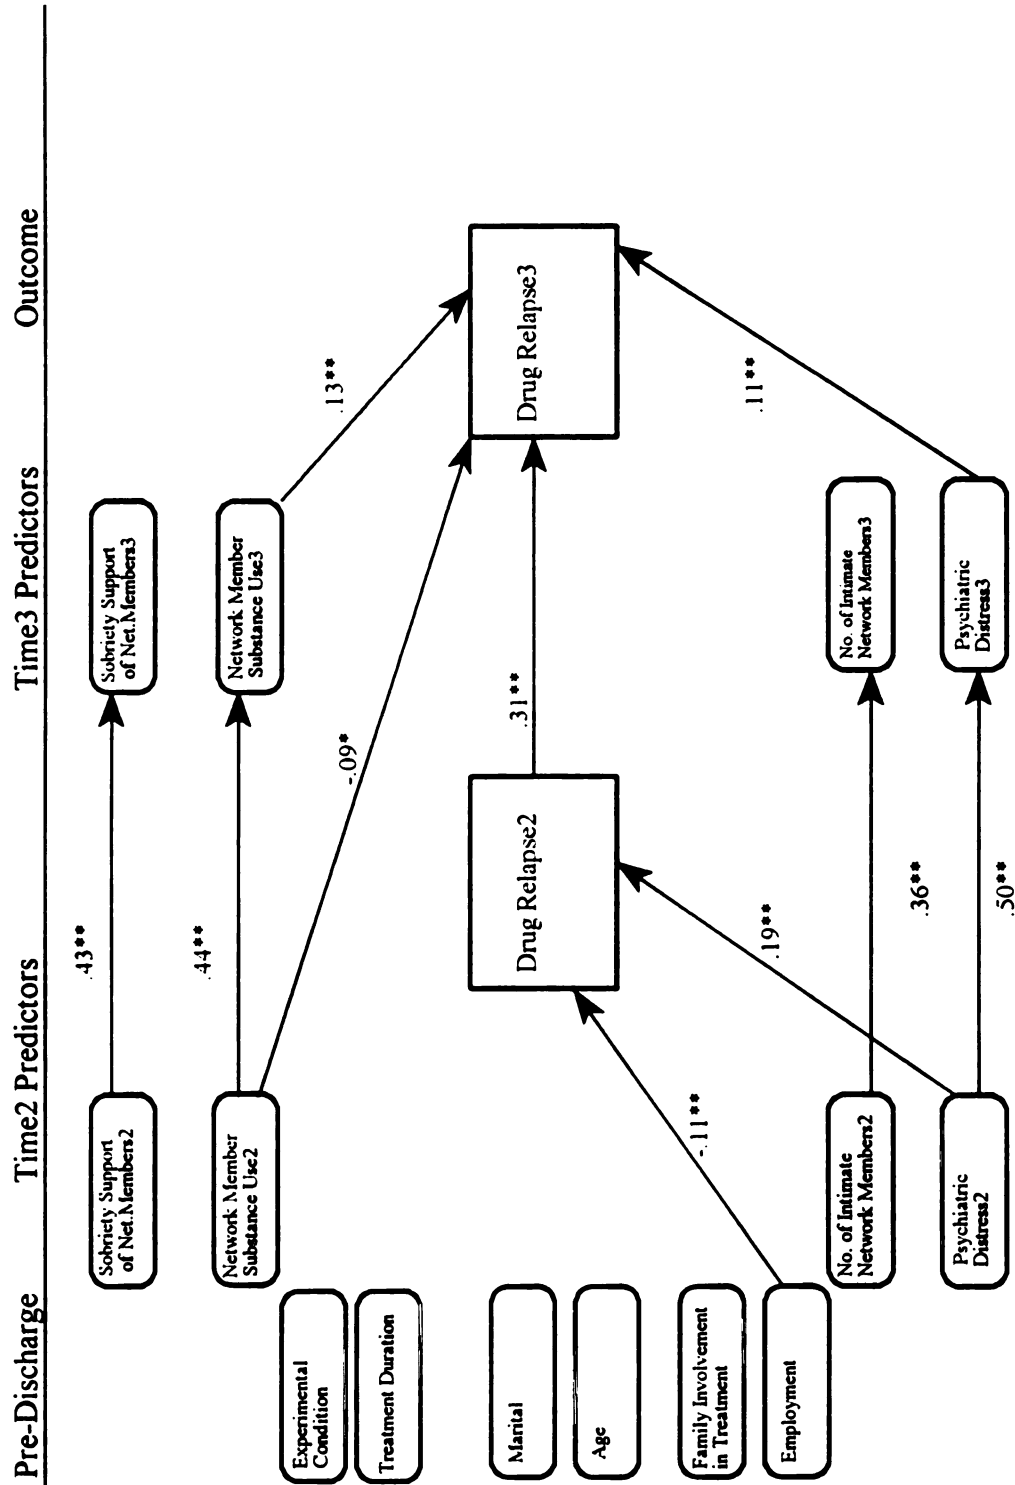 Pre-Discharge
Time2 Predictors
Time3 Predictors
Outcome
Sobriety Support
of Net.Members2
.43**
Sobriety Support
of Net.Members3
Network Member
Substance Use2
.44**
Network Member
Substance Use3
.13**
-.09*
Experimental
Condition
Treatment Duration
Drug Relapse2
.31**
Drug Relapse3
Marital
Age
Family Involvement
in Treatment
Employment
-.11**
.19**
.11**
No. of Intimate
Network Members2
.36**
No. of Intimate
Network Members3
Psychiatric
Distress2
.50**
Psychiatric
Distress3